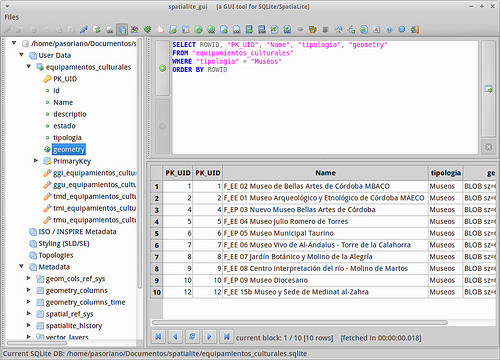 spatialite_gui [a GUI tool for SQLite/SpatiaLite]
Files
/home/pasoriano/Documentos/s
User Data
equipamientos_culturales
PK_UID
id
Name
descriptio
estado
tipologia
geometry
PrimaryKey
ggi_equipamientos_cultu
ggu_equipamientos_cultu
tmd_equipamientos_cultu
tmi_equipamientos_cultu
tmu_equipamientos_cultu
ISO / INSPIRE Metadata
Styling (SLD/SE)
Topologies
Metadata
geom_cols_ref_sys
geometry_columns
geometry_columns_time
spatial_ref_sys
spatialite_history
vector_layers
SELECT ROWID, "PK_UID", "Name", "tipologia", "geometry"
FROM "equipamientos_culturales"
WHERE "tipologia" = "Museos"
ORDER BY ROWID
PK_UID PK_UID Name tipologia ge
1 1 1 F_EE 02 Museo de Bellas Artes de Córdoba MBACO Museos BLOB sz=6
2 2 2 F_EE 01 Museo Arqueológico y Etnológico de Córdoba MAECO Museos BLOB sz=6
3 4 4 F_EP 03 Nuevo Museo Bellas Artes de Córdoba Museos BLOB sz=6
4 5 5 F_EE 04 Museo Julio Romero de Torres Museos BLOB sz=6
5 6 6 F_EE 05 Museo Municipal Taurino Museos BLOB sz=6
6 7 7 F_EE 06 Museo Vivo de Al-Andalus - Torre de la Calahorra Museos BLOB sz=6
7 8 8 F_EE 07 Jardín Botánico y Molino de la Alegría Museos BLOB sz=6
8 9 9 F_EE 08 Centro interpretación del río - Molino de Martos Museos BLOB sz=6
9 10 10 F_EP 09 Museo Diocesano Museos BLOB sz=6
10 12 12 F_EE 15b Museo y Sede de Medinat al-Zahra Museos BLOB sz=6
current block: 1 / 10 [10 rows] [fetched in 00:00:00.018]
Current SQLite DB: /home/pasoriano/Documentos/spatialite/equipamientos_culturales.sqlite